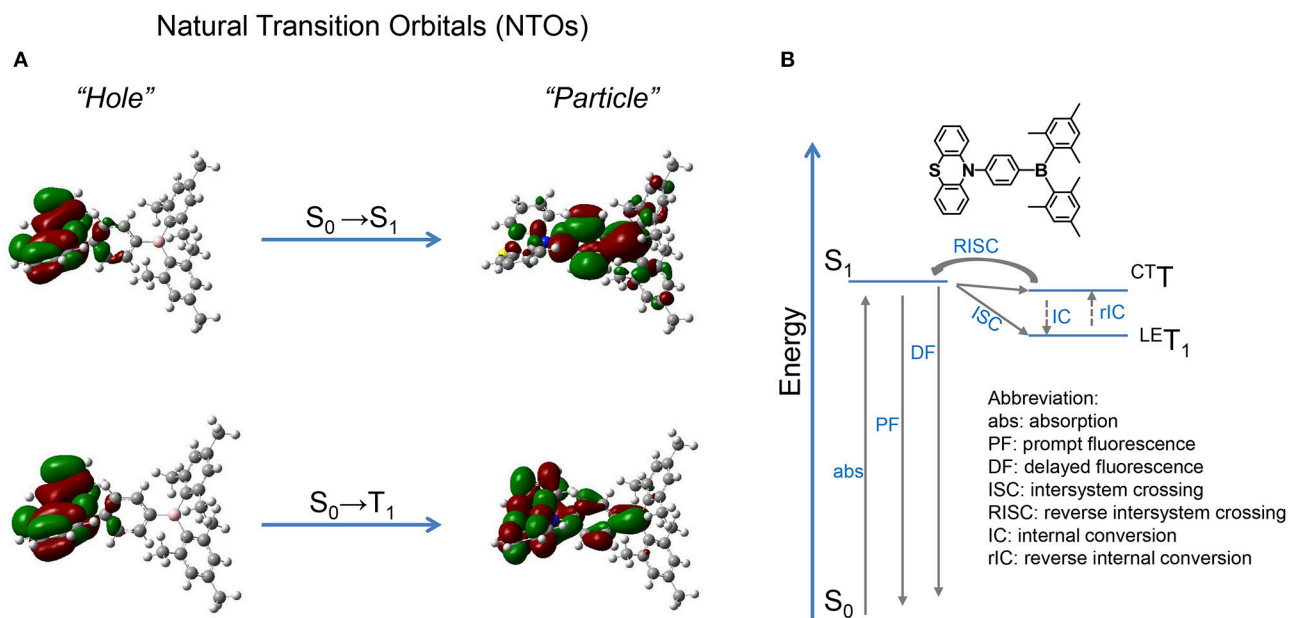 Natural Transition Orbitals (NTOs)
A
"Hole"
"Particle"
S₀→S₁
S₀→T₁
B
S
N
B
Energy
S₁
RISC
CTT
ISC
IC
rIC
LET₁
DF
PF
abs
S₀
Abbreviation:
abs: absorption
PF: prompt fluorescence
DF: delayed fluorescence
ISC: intersystem crossing
RISC: reverse intersystem crossing
IC: internal conversion
rIC: reverse internal conversion